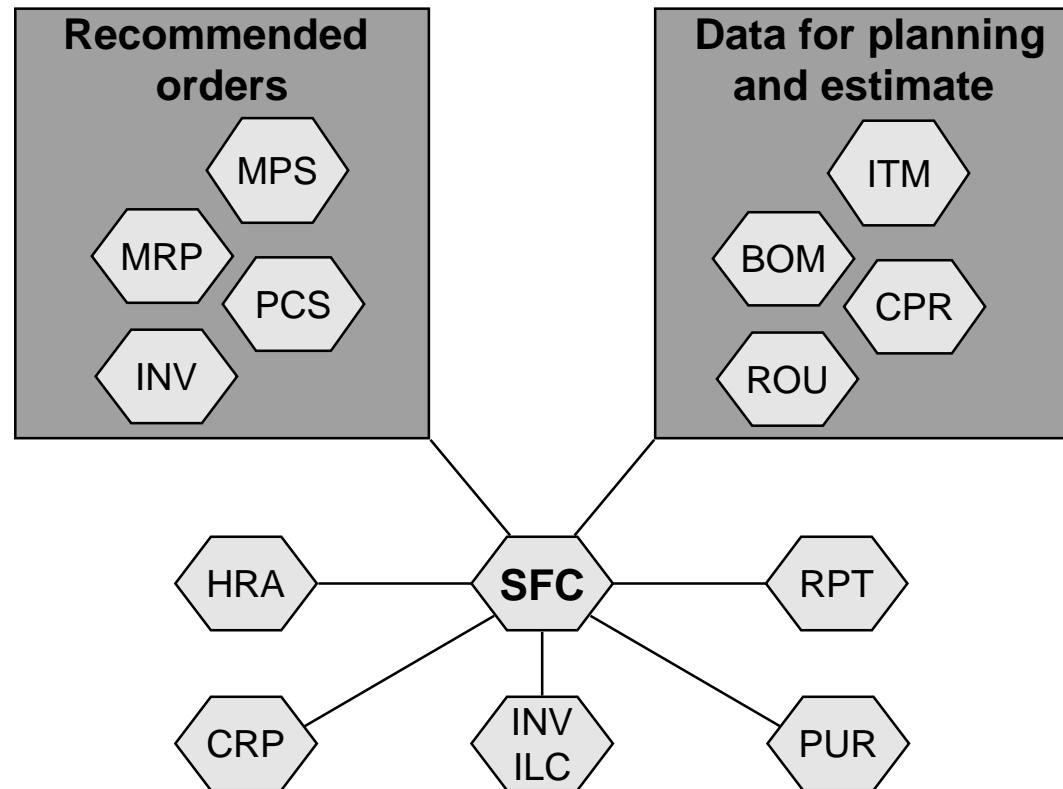 Recommended
orders
MPS
MRP
PCS
INV
Data for planning
and estimate
ITM
BOM
CPR
ROU
HRA
SFC
RPT
CRP
INV
ILC
PUR